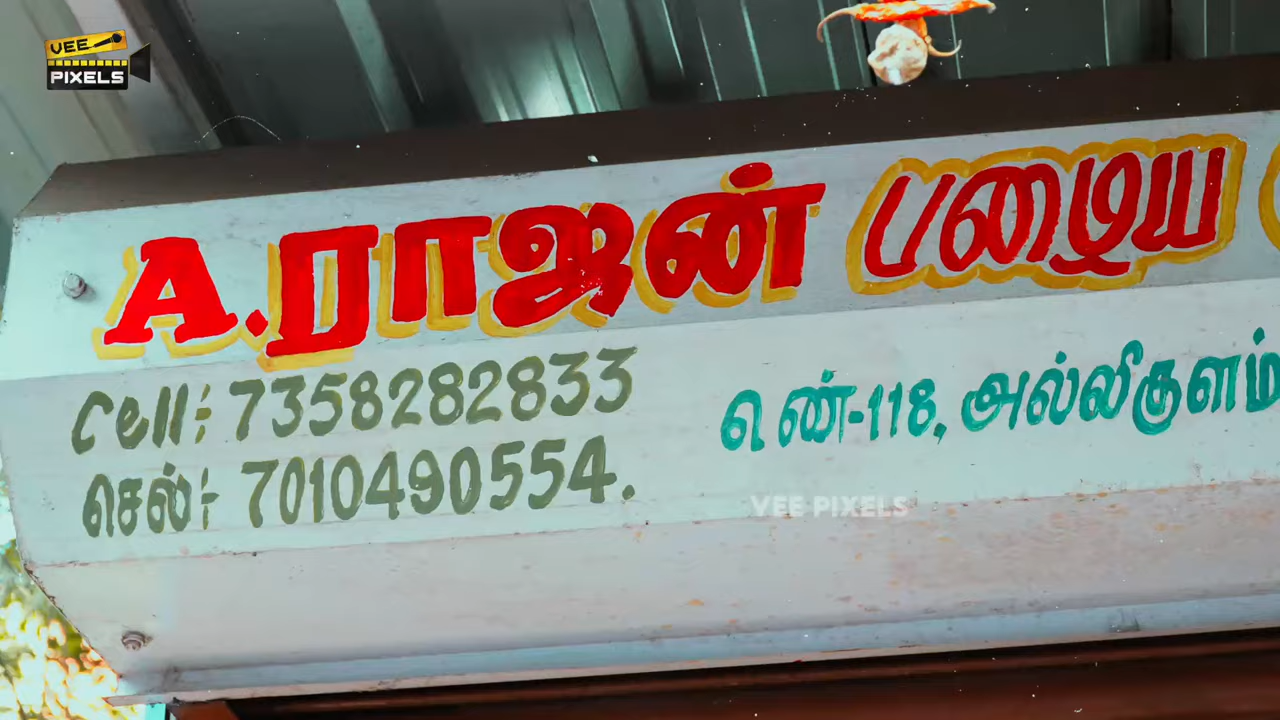 VEE
PIXELS
A.ராஜன் பழைய
Cell:- 7358282833
செல்:- 7010490554.
எண்-118, அல்லிகுளம்
VEE PIXELS